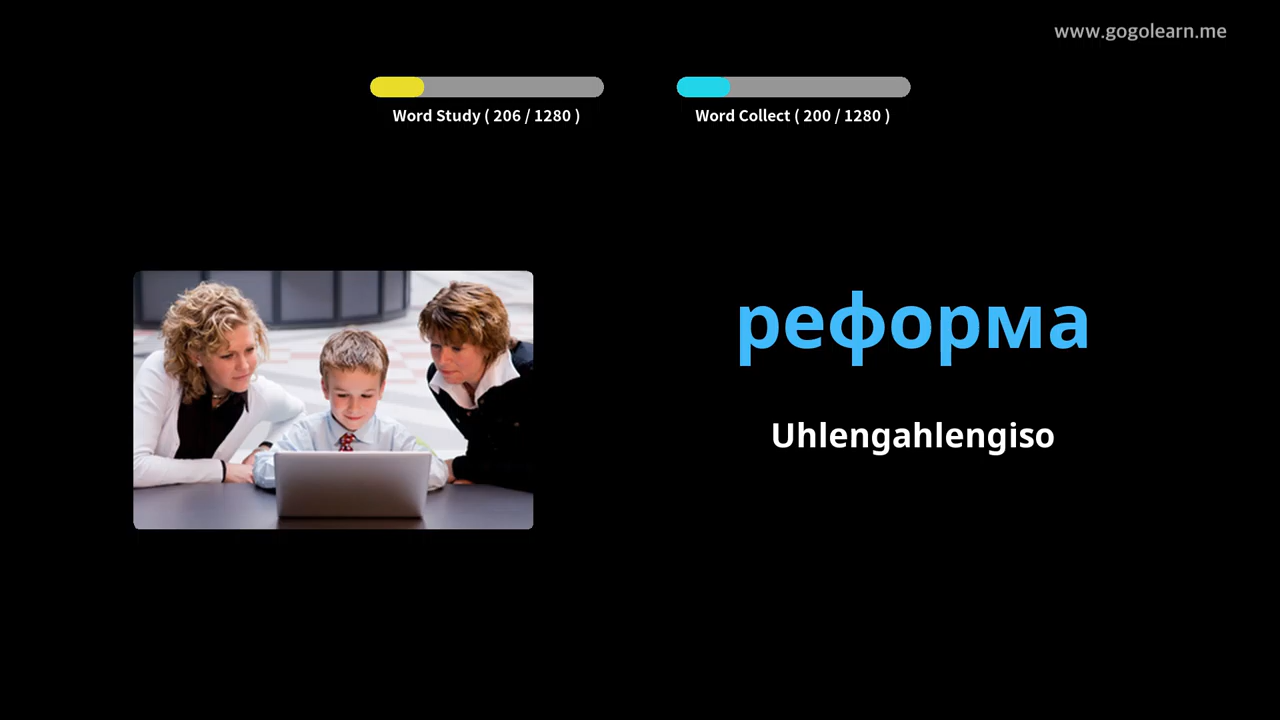 www.gogolearn.me
Word Study ( 206 / 1280 )
Word Collect ( 200 / 1280 )
реформа
Uhlengahlengiso